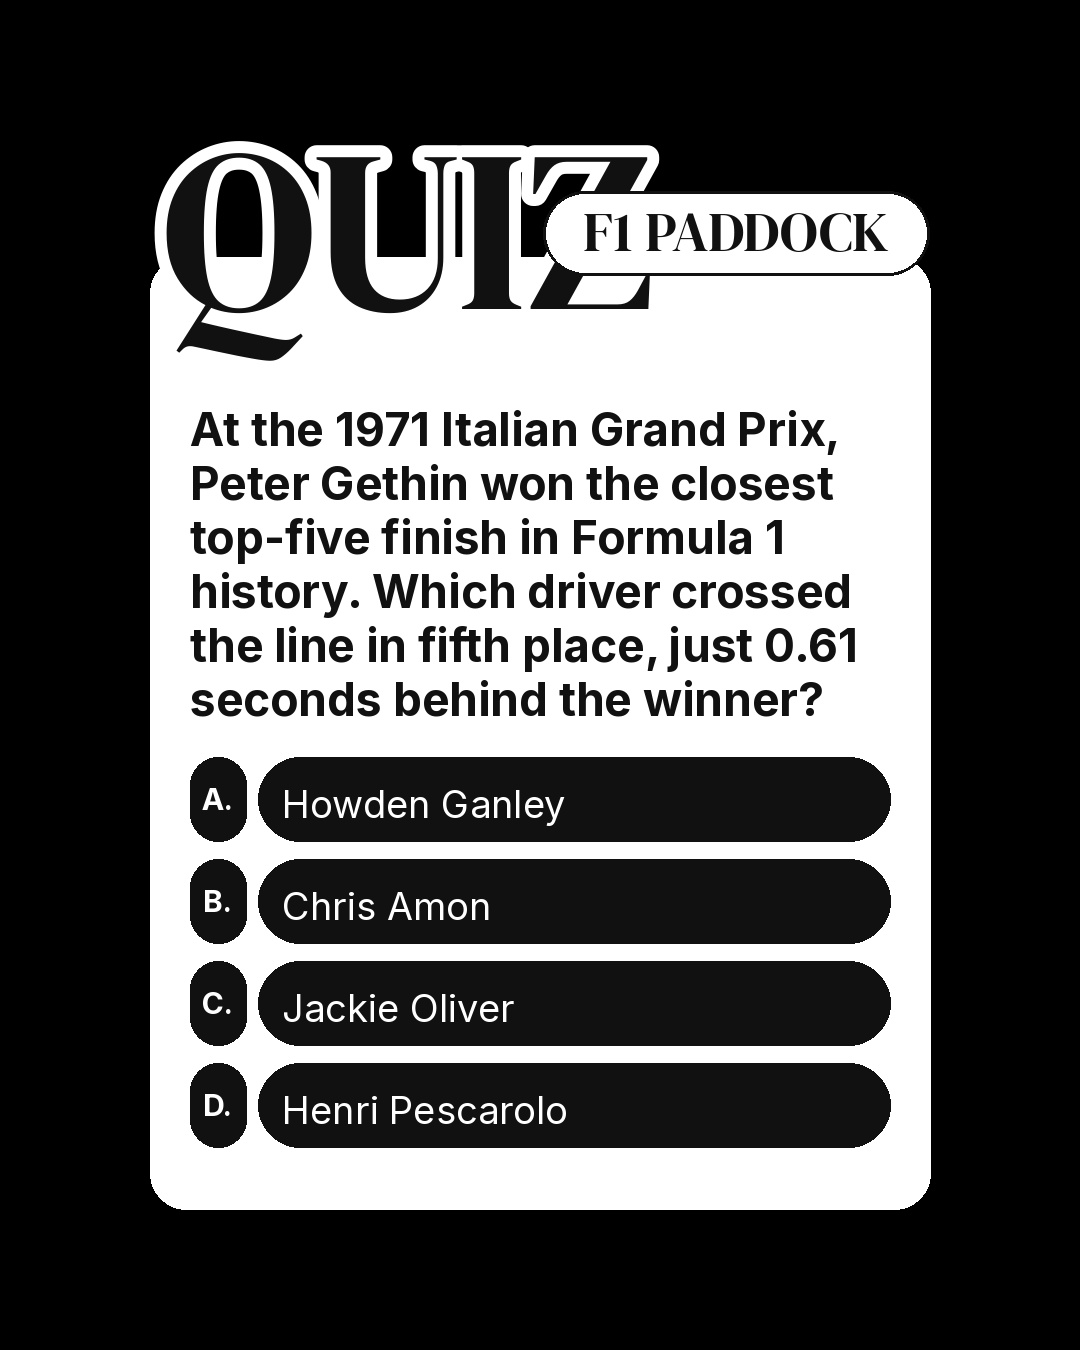 QUIZ
F1 PADDOCK
At the 1971 Italian Grand Prix,
Peter Gethin won the closest
top-five finish in Formula 1
history. Which driver crossed
the line in fifth place, just 0.61
seconds behind the winner?
A. Howden Ganley
B. Chris Amon
C. Jackie Oliver
D. Henri Pescarolo